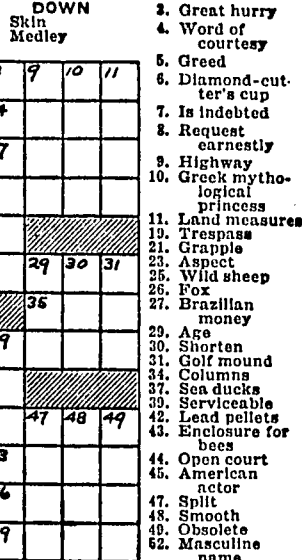 DOWN
Skin
Medley
3. Great hurry
4. Word of
courtesy
5. Greed
6. Diamond-cut-
ter's cup
7. Is indebted
8. Request
earnestly
9. Highway
10. Greek mytho-
logical
princess
11. Land measures
19. Trespass
21. Grapple
23. Aspect
25. Wild sheep
26. Fox
27. Brazilian
money
29. Age
30. Shorten
31. Golf mound
34. Columns
37. Sea ducks
39. Serviceable
42. Lead pellets
43. Enclosure for
bees
44. Open court
45. American
actor
47. Split
48. Smooth
49. Obsolete
52. Masculine
name
9 10 11
29 30 31
35
47 48 49